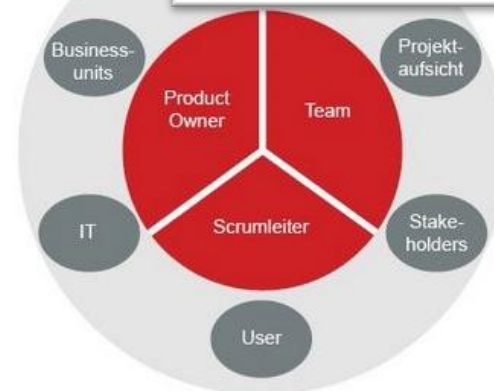 Business-
units
Projekt-
aufsicht
Product
Owner
Team
IT
Scrumleiter
Stake-
holders
User